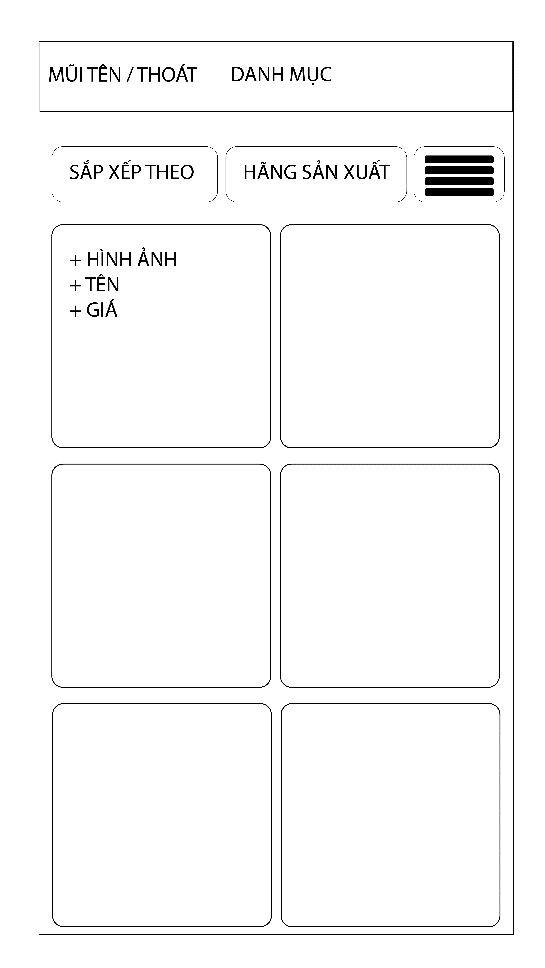 MŨI TÊN / THOÁT DANH MỤC
SẮP XẾP THEO HÃNG SẢN XUẤT
+ HÌNH ẢNH
+ TÊN
+ GIÁ